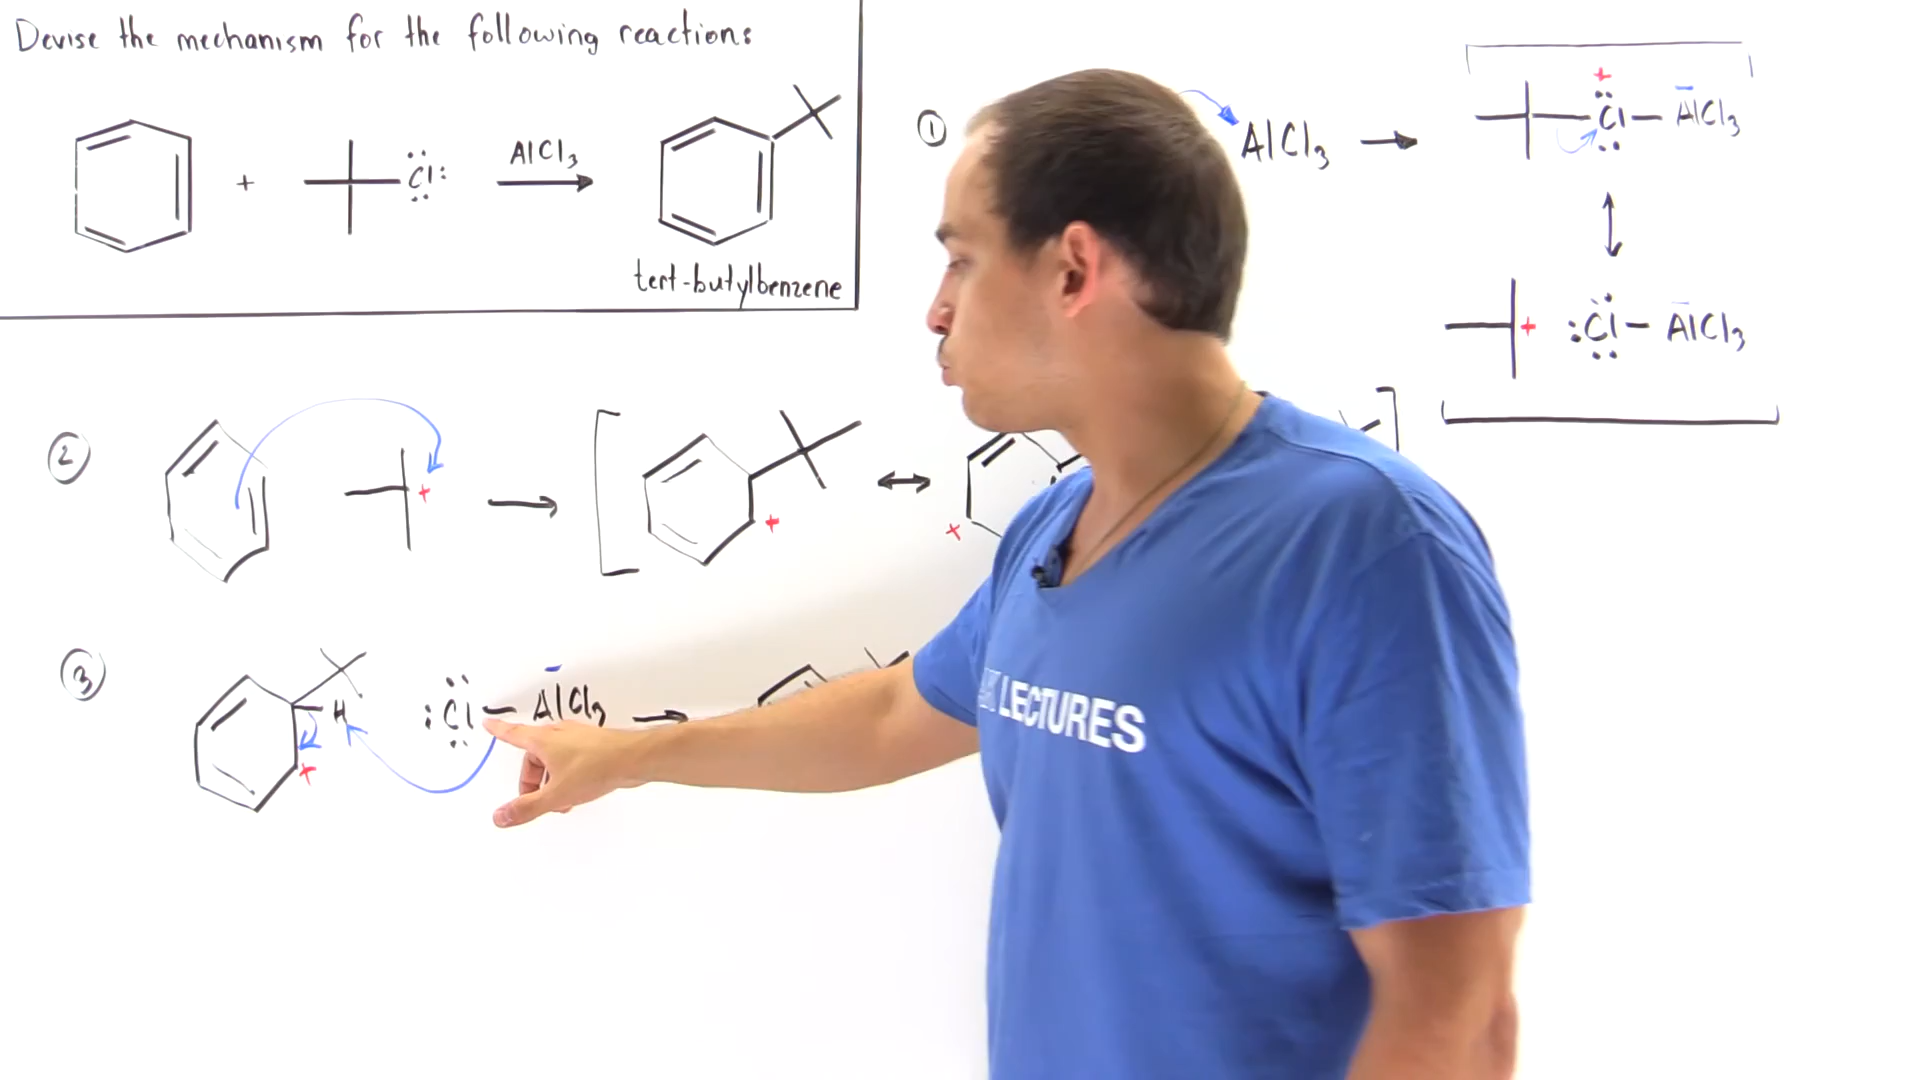 Devise the mechanism for the following reactions
+
Cl
AlCl3
tert-butylbenzene
1
AlCl3
+
Cl — AlCl3
+
Cl — AlCl3
2
+
+
+
3
H
Cl — AlCl3
+
LECTURES